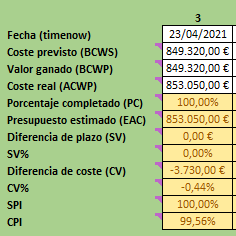 3
Fecha (timenow) 23/04/2021
Coste previsto (BCWS) 849.320,00 €
Valor ganado (BCWP) 849.320,00 €
Coste real (ACWP) 853.050,00 €
Porcentaje completado (PC) 100,00%
Presupuesto estimado (EAC) 853.050,00 €
Diferencia de plazo (SV) 0,00 €
SV% 0,00%
Diferencia de coste (CV) -3.730,00 €
CV% -0,44%
SPI 100,00%
CPI 99,56%